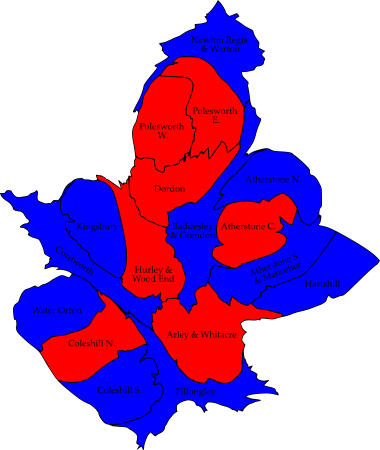 Newton Regis
& Warton
Polesworth
E.
Polesworth
W.
Dordon
Atherstone N.
Baddesley
& Grendon
Atherstone C.
Kingsbury
Curdworth
Hurley &
Wood End
Atherstone S.
& Mancetter
Hartshill
Water Orton
Coleshill N.
Arley & Whitacre
Coleshill S.
Fillongley